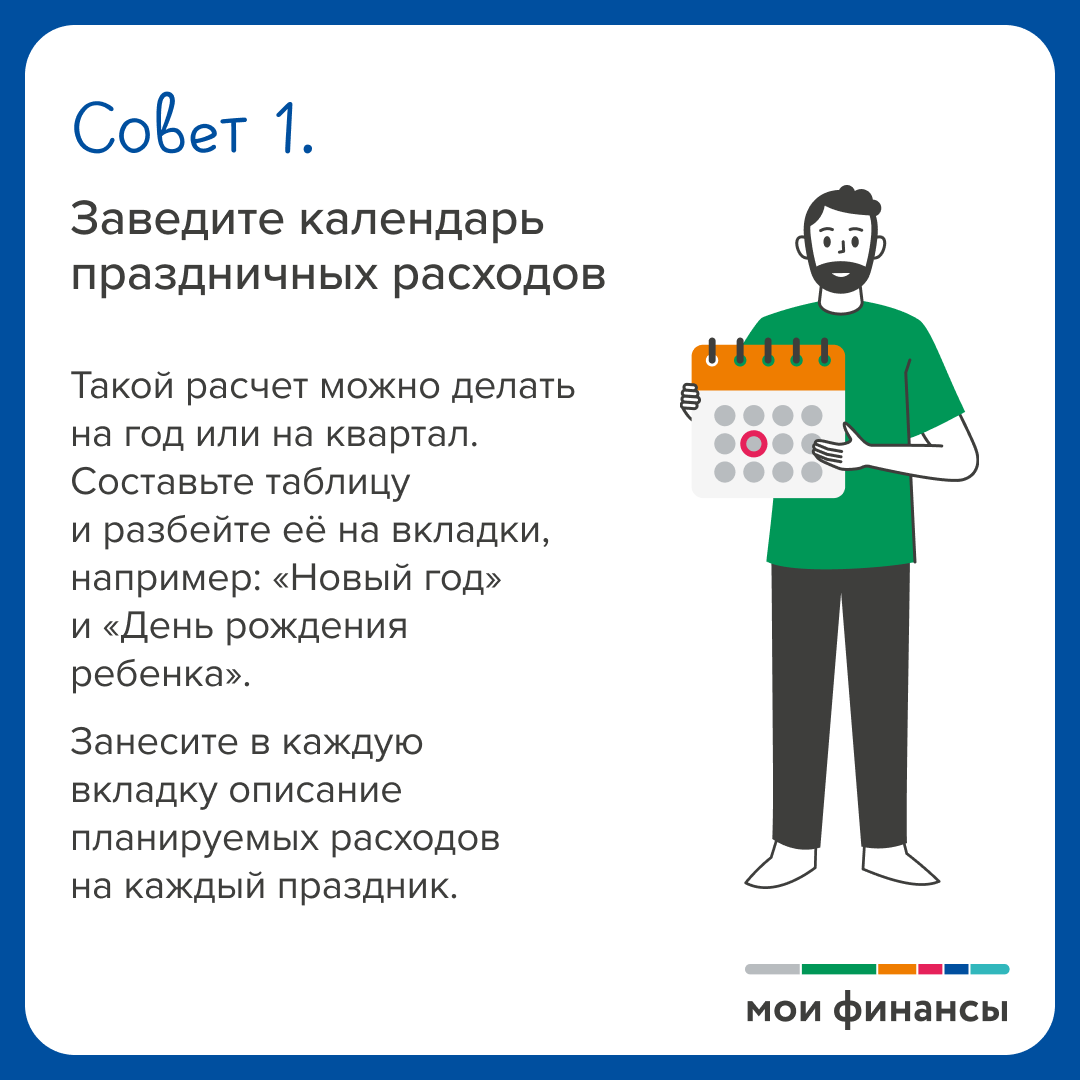 Совет 1.
Заведите календарь
праздничных расходов
Такой расчет можно делать
на год или на квартал.
Составьте таблицу
и разбейте её на вкладки,
например: «Новый год»
и «День рождения
ребенка».
Занесите в каждую
вкладку описание
планируемых расходов
на каждый праздник.
мои финансы